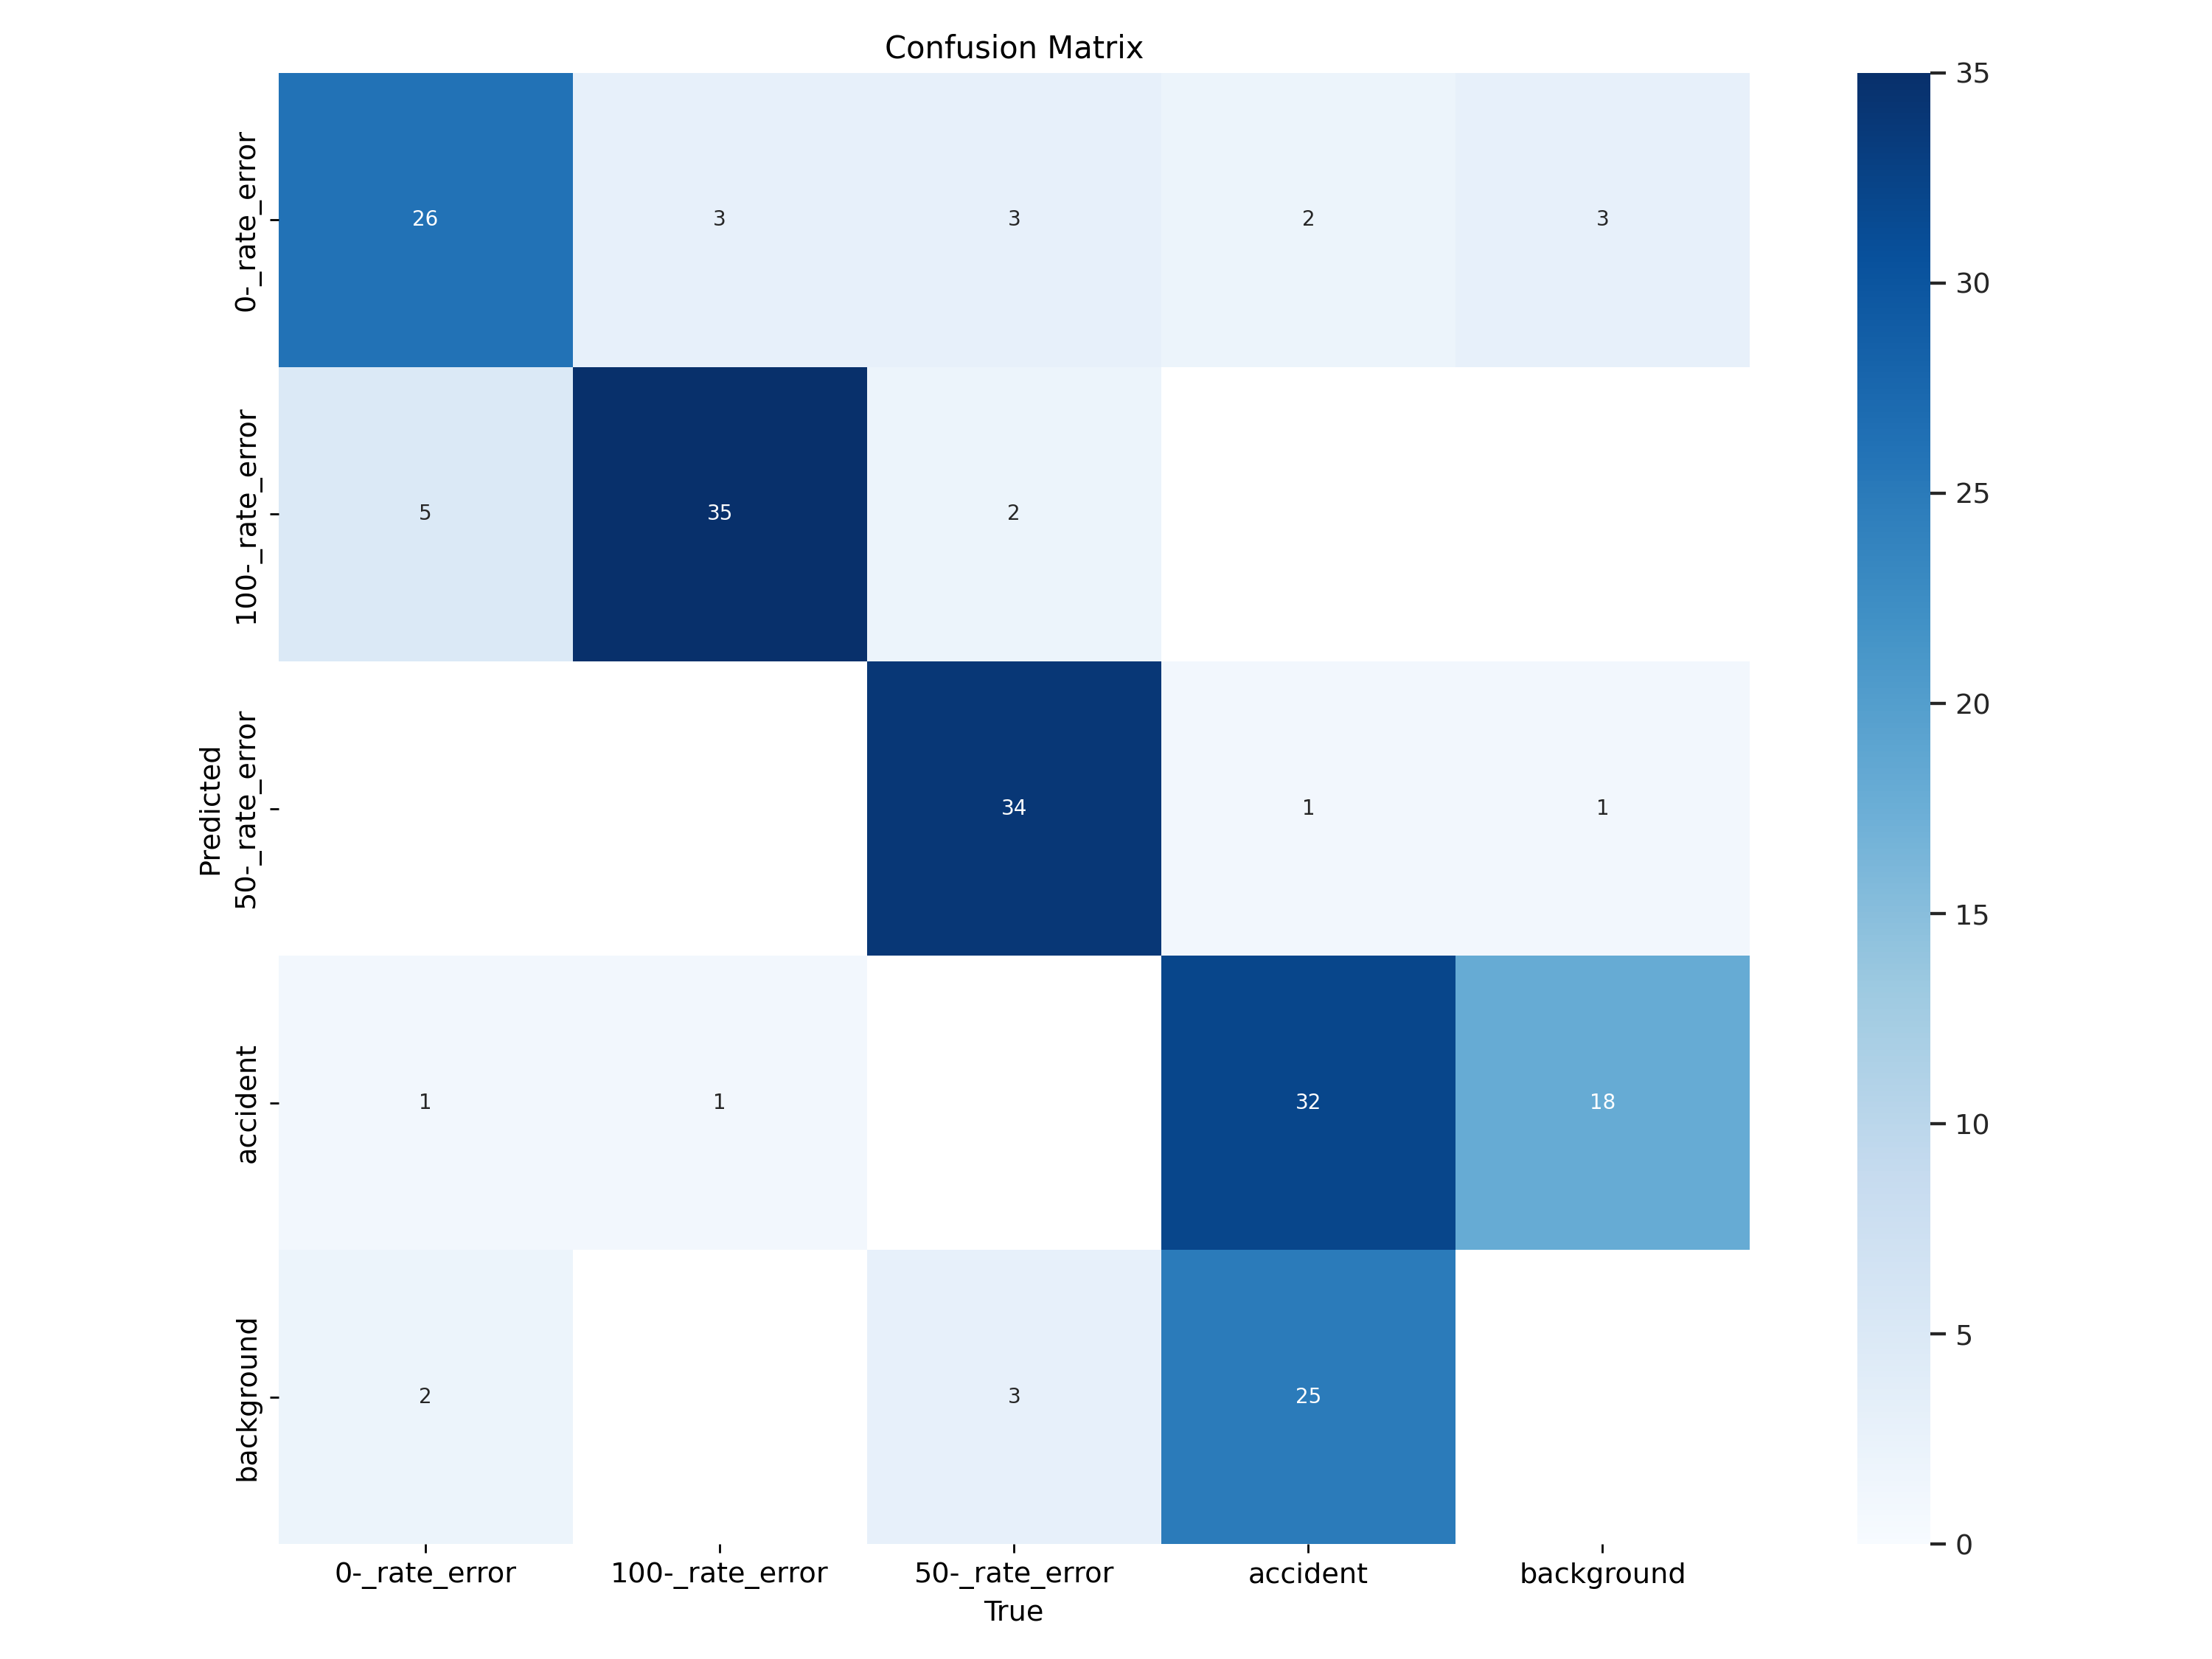 Confusion Matrix
0-_rate_error
26
3
3
2
3
100-_rate_error
5
35
2
Predicted
50-_rate_error
34
1
1
accident
1
1
32
18
background
2
3
25
0-_rate_error
100-_rate_error
50-_rate_error
accident
background
True
35
30
25
20
15
10
5
0